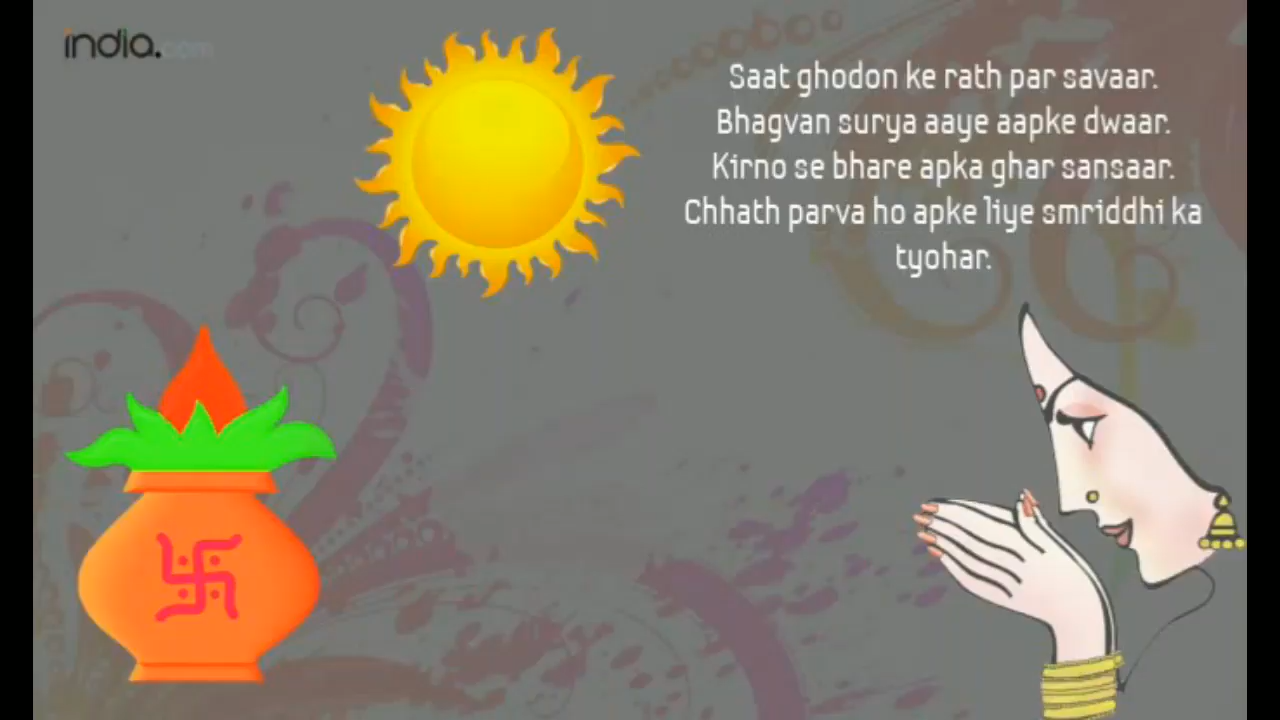 india.com
Saat ghodon ke rath par savaar.
Bhagvan surya aaye aapke dwaar.
Kirno se bhare apka ghar sansaar.
Chhath parva ho apke liye smriddhi ka
tyohar.